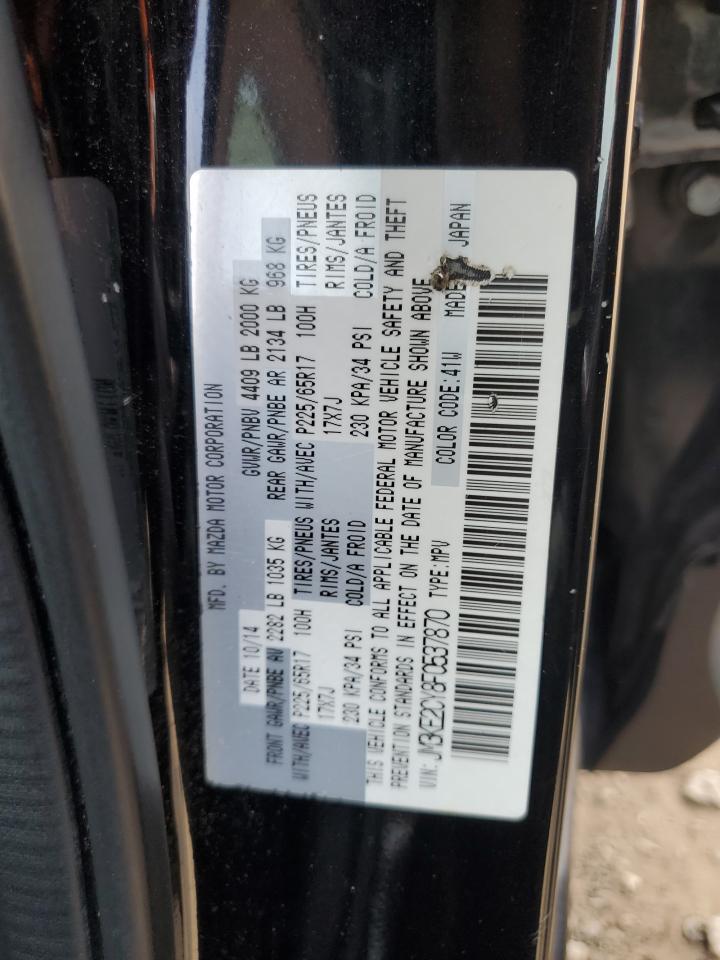 MFD. BY MAZDA MOTOR CORPORATION
DATE 10/14 GVWR/PNBV 4409 LB 2000 KG
FRONT GAWR/PNBE AV 2282 LB 1035 KG REAR GAWR/PNBE AR 2134 LB 968 KG
WITH/AVEC P225/65R17 100H TIRES/PNEUS WITH/AVEC P225/65R17 100H TIRES/PNEUS
17X7J RIMS/JANTES 17X7J RIMS/JANTES
230 KPA/34 PSI COLD/A FROID 230 KPA/34 PSI COLD/A FROID
THIS VEHICLE CONFORMS TO ALL APPLICABLE FEDERAL MOTOR VEHICLE SAFETY AND THEFT
PREVENTION STANDARDS IN EFFECT ON THE DATE OF MANUFACTURE SHOWN ABOVE
VIN: JM3KE2CY8F0537870 TYPE:MPV COLOR CODE:41W MADE JAPAN